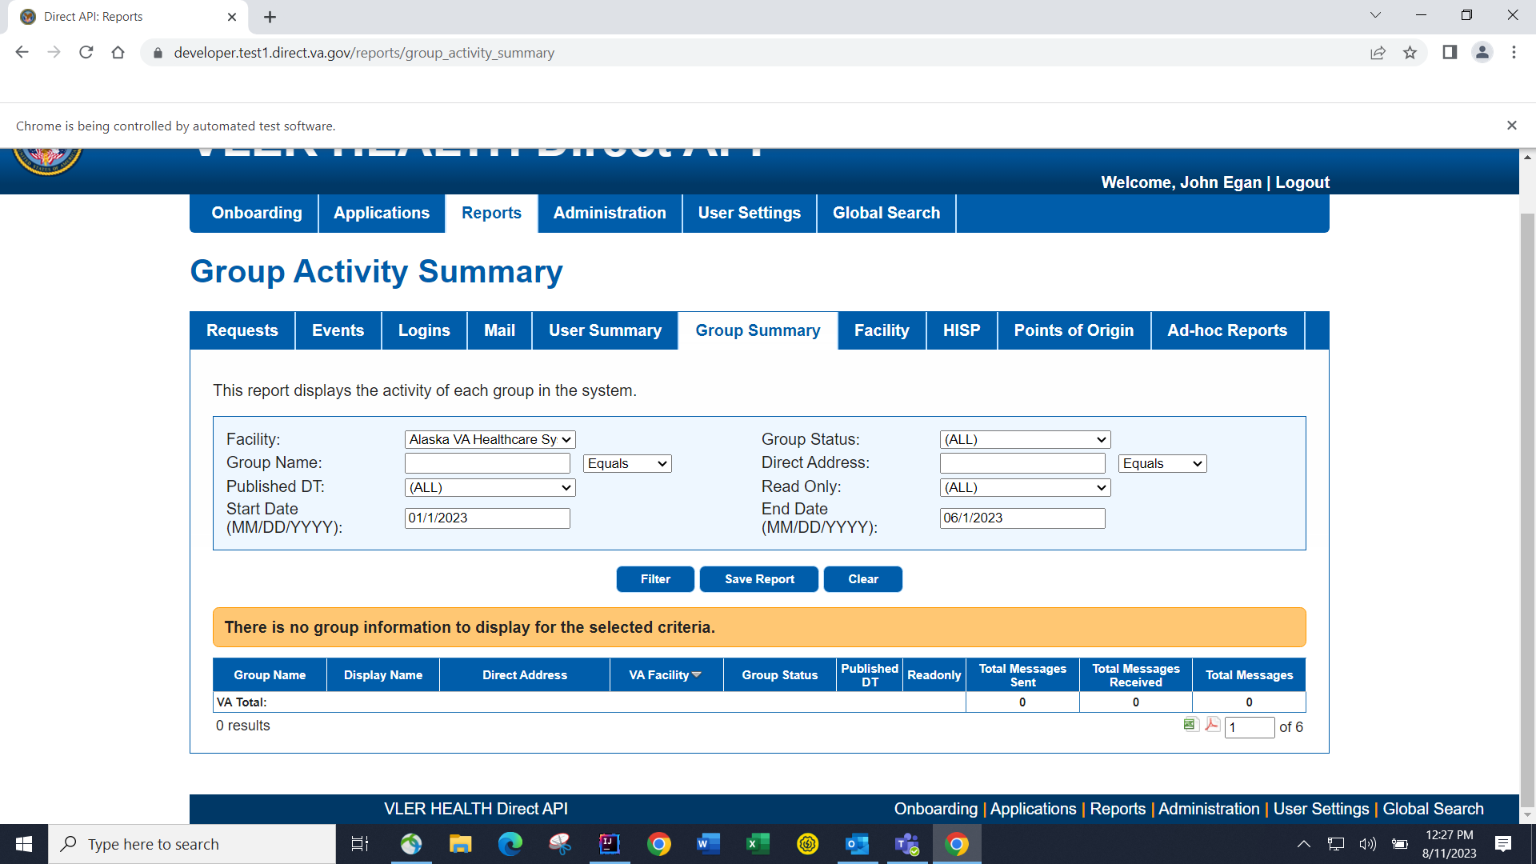 Direct API: Reports
developer.test1.direct.va.gov/reports/group_activity_summary
Chrome is being controlled by automated test software.
VLER HEALTH Direct API
Welcome, John Egan | Logout
Onboarding Applications Reports Administration User Settings Global Search
Group Activity Summary
Requests Events Logins Mail User Summary Group Summary Facility HISP Points of Origin Ad-hoc Reports
This report displays the activity of each group in the system.
Facility: Alaska VA Healthcare Sy Group Status: (ALL)
Group Name: Equals Direct Address: Equals
Published DT: (ALL) Read Only: (ALL)
Start Date (MM/DD/YYYY): 01/1/2023 End Date (MM/DD/YYYY): 06/1/2023
Filter Save Report Clear
There is no group information to display for the selected criteria.
Group Name Display Name Direct Address VA Facility Group Status Published DT Readonly Total Messages Sent Total Messages Received Total Messages
VA Total: 0 0 0
0 results 1 of 6
VLER HEALTH Direct API Onboarding | Applications | Reports | Administration | User Settings | Global Search
Type here to search
12:27 PM
8/11/2023